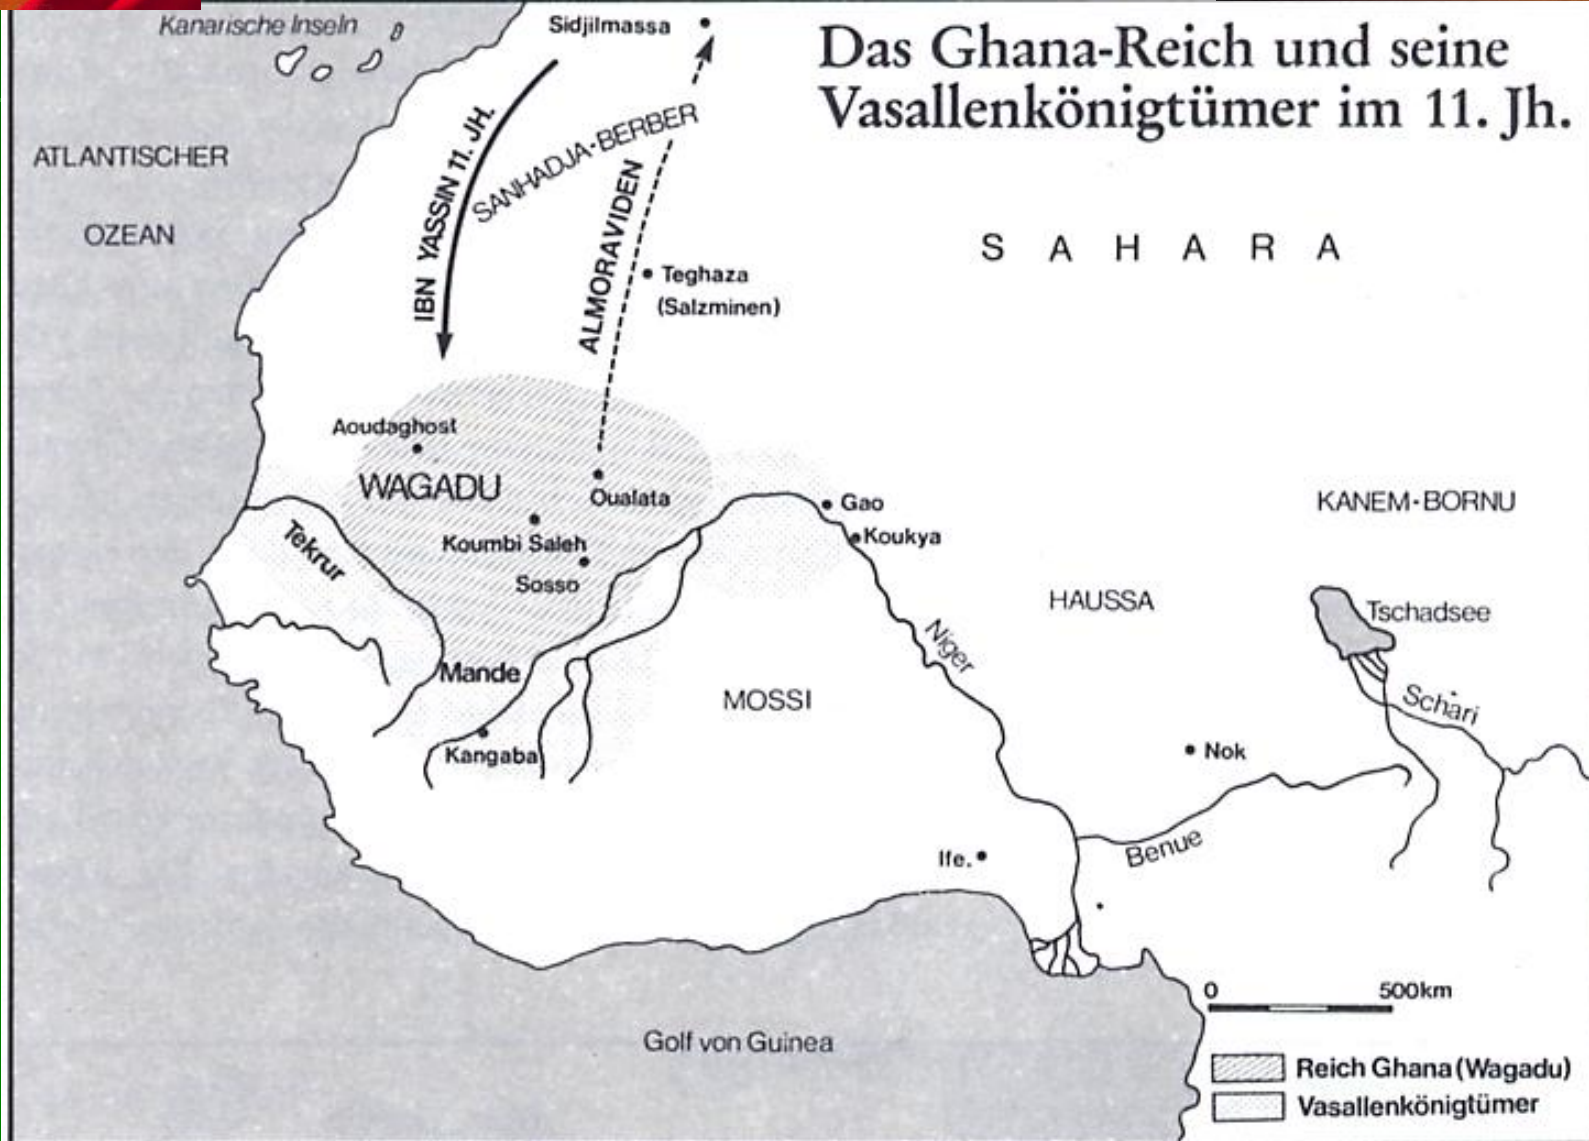 Kanarische Inseln
Sidjilmassa
Das Ghana-Reich und seine
Vasallenkönigtümer im 11. Jh.
ATLANTISCHER
OZEAN
IBN YASSIN 11. JH.
SANHADJA-BERBER
ALMORAVIDEN
SAHARA
Teghaza
(Salzminen)
Aoudaghost
WAGADU
Oualata
Koumbi Saleh
Sosso
Tekrur
Gao
Koukya
KANEM-BORNU
HAUSSA
Tschadsee
Niger
Mande
MOSSI
Schari
Kangaba
Nok
Ife.
Benue
0 500km
Golf von Guinea
Reich Ghana (Wagadu)
Vasallenkönigtümer